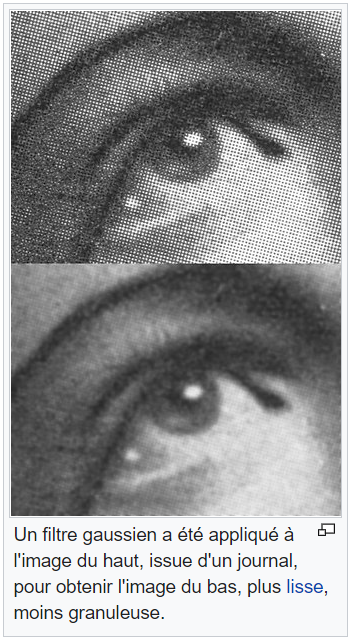 Un filtre gaussien a été appliqué à
l'image du haut, issue d'un journal,
pour obtenir l'image du bas, plus lisse,
moins granuleuse.